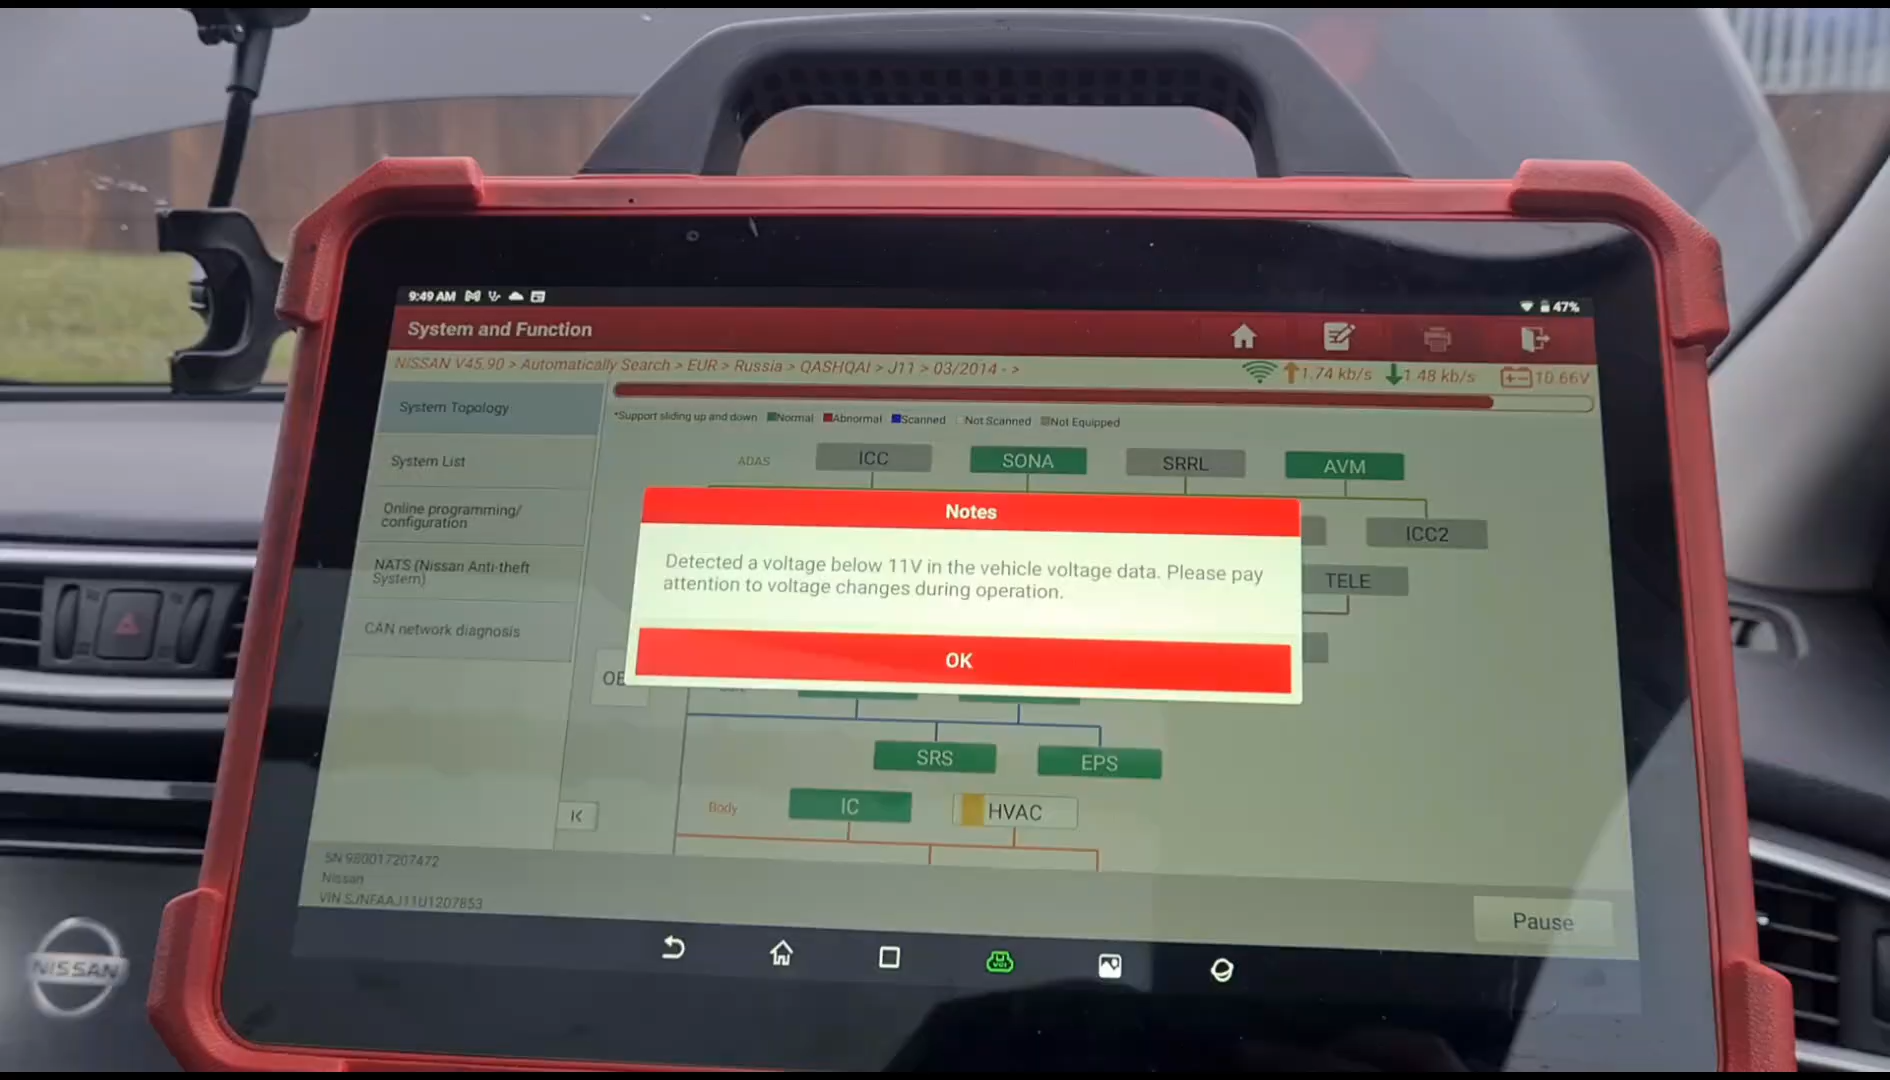 9:49 AM
47%
System and Function
NISSAN V45.90 > Automatically Search > EUR > Russia > QASHQAI > J11 > 03/2014 - >
1.74 kb/s
1.48 kb/s
10.66V
System Topology
System List
Online programming/
configuration
NATS (Nissan Anti-theft
System)
CAN network diagnosis
*Support sliding up and down Normal Abnormal Scanned Not Scanned Not Equipped
ADAS
ICC
SONA
SRRL
AVM
ICC2
TELE
Notes
Detected a voltage below 11V in the vehicle voltage data. Please pay
attention to voltage changes during operation.
OK
SRS
EPS
Body
IC
HVAC
SN 980017207472
Nissan
VIN SJNFAAJ11U1207853
Pause
NISSAN